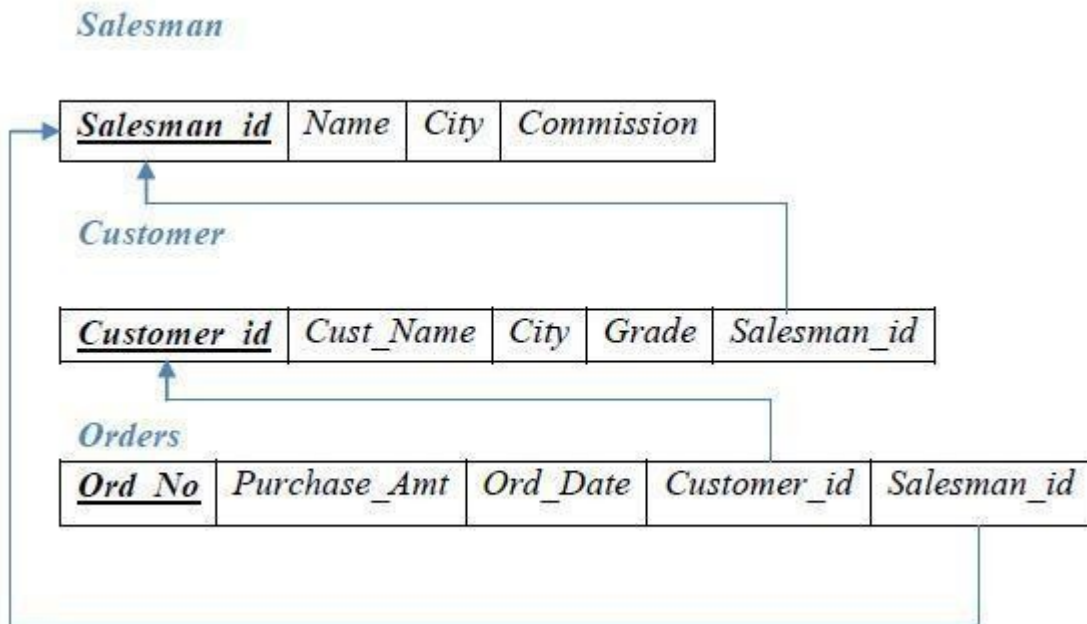 Salesman
Salesman_id Name City Commission
Customer
Customer_id Cust_Name City Grade Salesman_id
Orders
Ord_No Purchase_Amt Ord_Date Customer_id Salesman_id